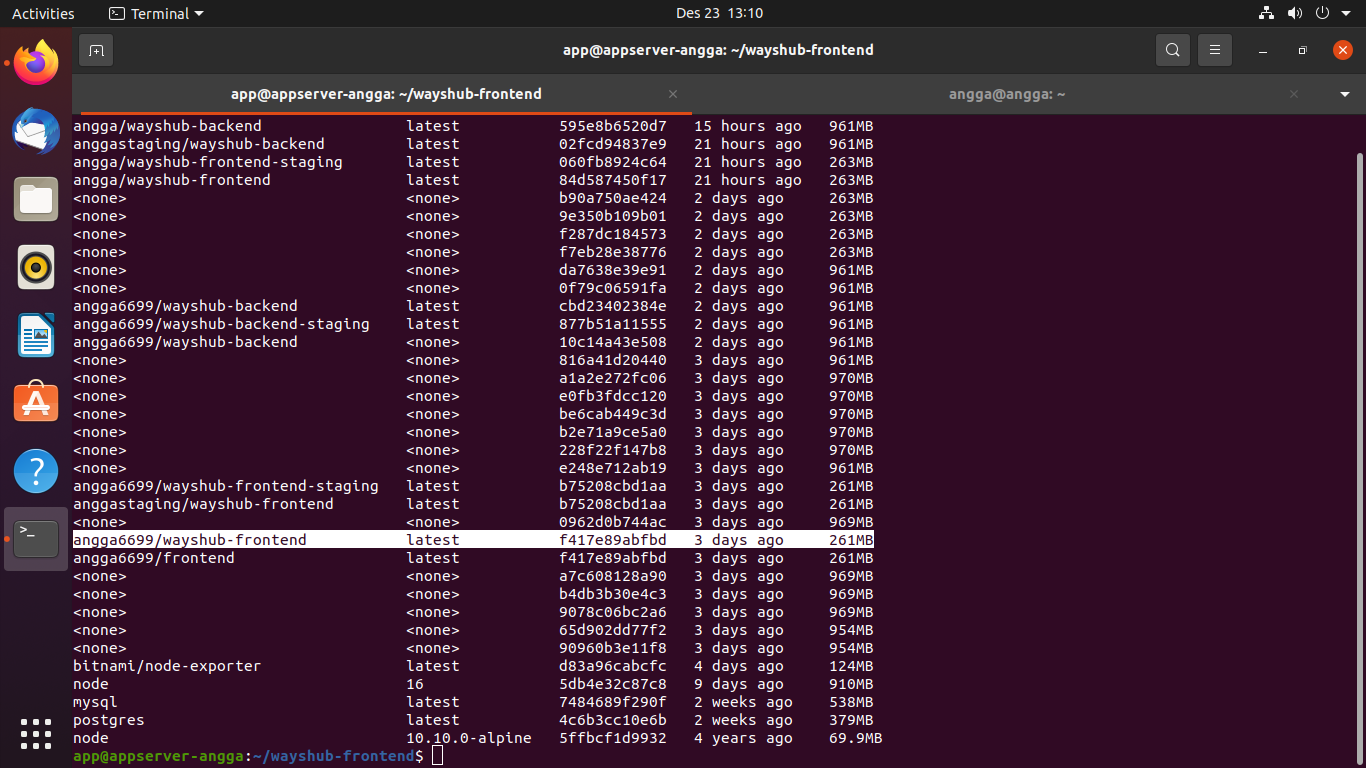 Activities Terminal Des 23 13:10
app@appserver-angga: ~/wayshub-frontend
app@appserver-angga: ~/wayshub-frontend angga@angga: ~
angga/wayshub-backend latest 595e8b6520d7 15 hours ago 961MB
anggastaging/wayshub-backend latest 02fcd94837e9 21 hours ago 961MB
angga/wayshub-frontend-staging latest 060fb8924c64 21 hours ago 263MB
angga/wayshub-frontend latest 84d587450f17 21 hours ago 263MB
<none> <none> b90a750ae424 2 days ago 263MB
<none> <none> 9e350b109b01 2 days ago 263MB
<none> <none> f287dc184573 2 days ago 263MB
<none> <none> f7eb28e38776 2 days ago 263MB
<none> <none> da7638e39e91 2 days ago 961MB
<none> <none> 0f79c06591fa 2 days ago 961MB
angga6699/wayshub-backend latest cbd23402384e 2 days ago 961MB
angga6699/wayshub-backend-staging latest 877b51a11555 2 days ago 961MB
angga6699/wayshub-backend <none> 10c14a43e508 2 days ago 961MB
<none> <none> 816a41d20440 3 days ago 961MB
<none> <none> a1a2e272fc06 3 days ago 970MB
<none> <none> e0fb3fdcc120 3 days ago 970MB
<none> <none> be6cab449c3d 3 days ago 970MB
<none> <none> b2e71a9ce5a0 3 days ago 970MB
<none> <none> 228f22f147b8 3 days ago 970MB
<none> <none> e248e712ab19 3 days ago 961MB
angga6699/wayshub-frontend-staging latest b75208cbd1aa 3 days ago 261MB
anggastaging/wayshub-frontend latest b75208cbd1aa 3 days ago 261MB
<none> <none> 0962d0b744ac 3 days ago 969MB
angga6699/wayshub-frontend latest f417e89abfbd 3 days ago 261MB
angga6699/frontend latest f417e89abfbd 3 days ago 261MB
<none> <none> a7c608128a90 3 days ago 969MB
<none> <none> b4db3b30e4c3 3 days ago 969MB
<none> <none> 9078c06bc2a6 3 days ago 969MB
<none> <none> 65d902dd77f2 3 days ago 954MB
<none> <none> 90960b3e11f8 3 days ago 954MB
bitnami/node-exporter latest d83a96cabcfc 4 days ago 124MB
node 16 5db4e32c87c8 9 days ago 910MB
mysql latest 7484689f290f 2 weeks ago 538MB
postgres latest 4c6b3cc10e6b 2 weeks ago 379MB
node 10.10.0-alpine 5ffbcf1d9932 4 years ago 69.9MB
app@appserver-angga:~/wayshub-frontend$